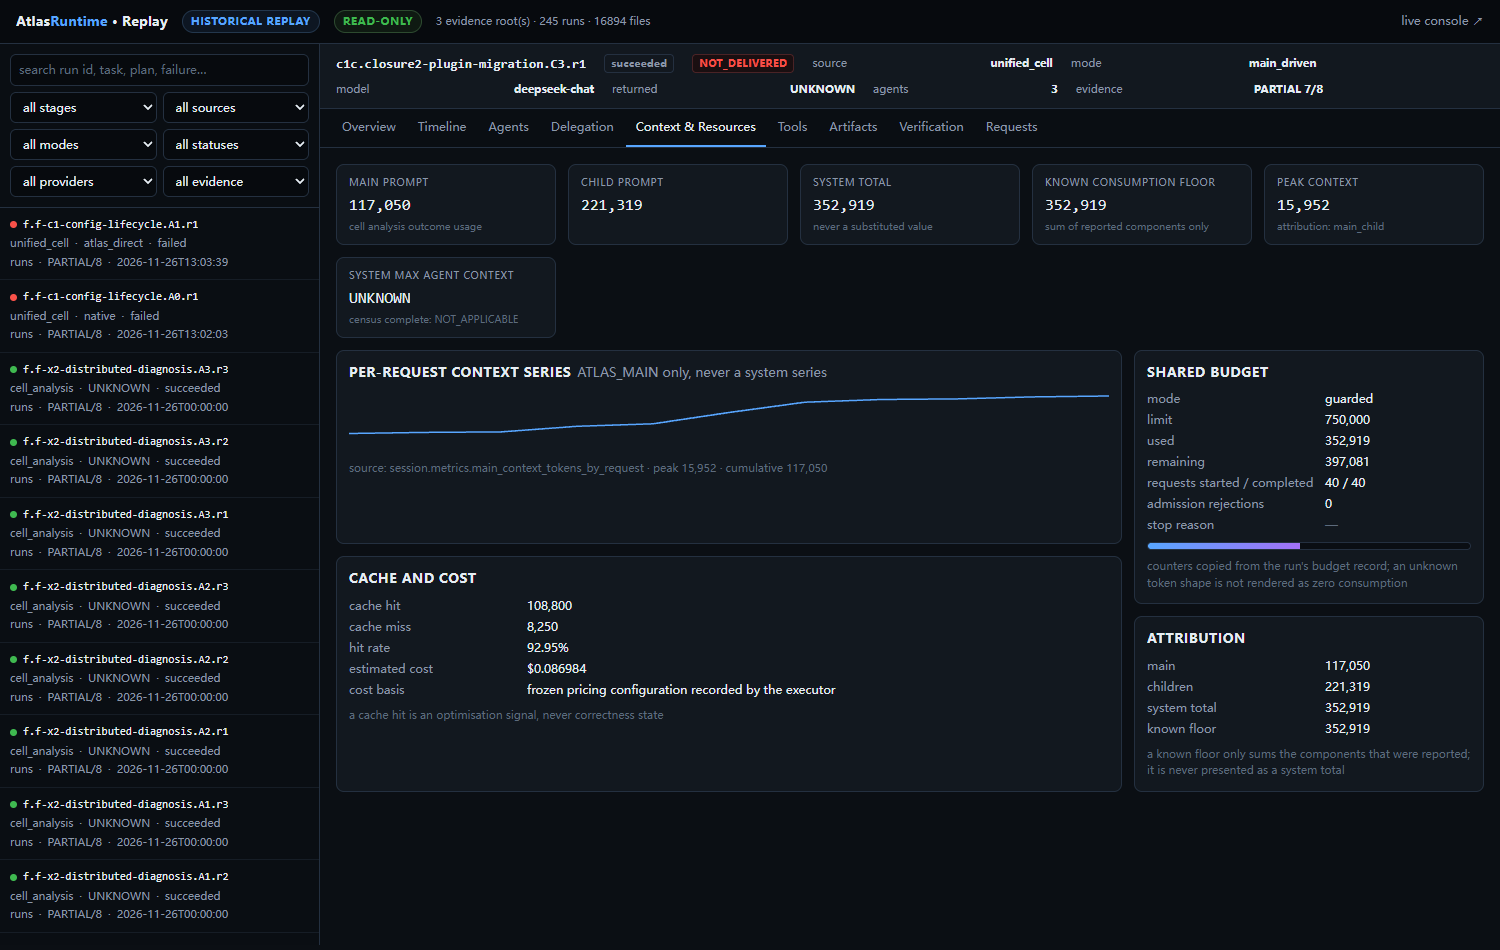 AtlasRuntime • Replay HISTORICAL REPLAY READ-ONLY 3 evidence root(s) · 245 runs · 16894 files live console ↗
search run id, task, plan, failure...
all stages all sources
all modes all statuses
all providers all evidence
f.f-c1-config-lifecycle.A1.r1
unified_cell · atlas_direct · failed
runs · PARTIAL/8 · 2026-11-26T13:03:39
f.f-c1-config-lifecycle.A0.r1
unified_cell · native · failed
runs · PARTIAL/8 · 2026-11-26T13:02:03
f.f-x2-distributed-diagnosis.A3.r3
cell_analysis · UNKNOWN · succeeded
runs · PARTIAL/8 · 2026-11-26T00:00:00
f.f-x2-distributed-diagnosis.A3.r2
cell_analysis · UNKNOWN · succeeded
runs · PARTIAL/8 · 2026-11-26T00:00:00
f.f-x2-distributed-diagnosis.A3.r1
cell_analysis · UNKNOWN · succeeded
runs · PARTIAL/8 · 2026-11-26T00:00:00
f.f-x2-distributed-diagnosis.A2.r3
cell_analysis · UNKNOWN · succeeded
runs · PARTIAL/8 · 2026-11-26T00:00:00
f.f-x2-distributed-diagnosis.A2.r2
cell_analysis · UNKNOWN · succeeded
runs · PARTIAL/8 · 2026-11-26T00:00:00
f.f-x2-distributed-diagnosis.A2.r1
cell_analysis · UNKNOWN · succeeded
runs · PARTIAL/8 · 2026-11-26T00:00:00
f.f-x2-distributed-diagnosis.A1.r3
cell_analysis · UNKNOWN · succeeded
runs · PARTIAL/8 · 2026-11-26T00:00:00
f.f-x2-distributed-diagnosis.A1.r2
cell_analysis · UNKNOWN · succeeded
runs · PARTIAL/8 · 2026-11-26T00:00:00
c1c.closure2-plugin-migration.C3.r1 succeeded NOT_DELIVERED source unified_cell mode main_driven
model deepseek-chat returned UNKNOWN agents 3 evidence PARTIAL 7/8
Overview Timeline Agents Delegation Context & Resources Tools Artifacts Verification Requests
MAIN PROMPT
117,050
cell analysis outcome usage
CHILD PROMPT
221,319
SYSTEM TOTAL
352,919
never a substituted value
KNOWN CONSUMPTION FLOOR
352,919
sum of reported components only
PEAK CONTEXT
15,952
attribution: main_child
SYSTEM MAX AGENT CONTEXT
UNKNOWN
census complete: NOT_APPLICABLE
PER-REQUEST CONTEXT SERIES ATLAS_MAIN only, never a system series
source: session.metrics.main_context_tokens_by_request · peak 15,952 · cumulative 117,050
SHARED BUDGET
mode guarded
limit 750,000
used 352,919
remaining 397,081
requests started / completed 40 / 40
admission rejections 0
stop reason —
counters copied from the run's budget record; an unknown
token shape is not rendered as zero consumption
CACHE AND COST
cache hit 108,800
cache miss 8,250
hit rate 92.95%
estimated cost $0.086984
cost basis frozen pricing configuration recorded by the executor
a cache hit is an optimisation signal, never correctness state
ATTRIBUTION
main 117,050
children 221,319
system total 352,919
known floor 352,919
a known floor only sums the components that were reported;
it is never presented as a system total